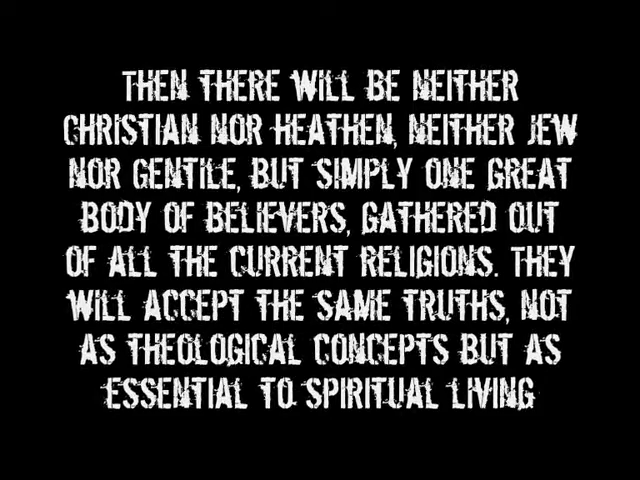 THEN THERE WILL BE NEITHER
CHRISTIAN NOR HEATHEN, NEITHER JEW
NOR GENTILE, BUT SIMPLY ONE GREAT
BODY OF BELIEVERS, GATHERED OUT
OF ALL THE CURRENT RELIGIONS. THEY
WILL ACCEPT THE SAME TRUTHS, NOT
AS THEOLOGICAL CONCEPTS BUT AS
ESSENTIAL TO SPIRITUAL LIVING